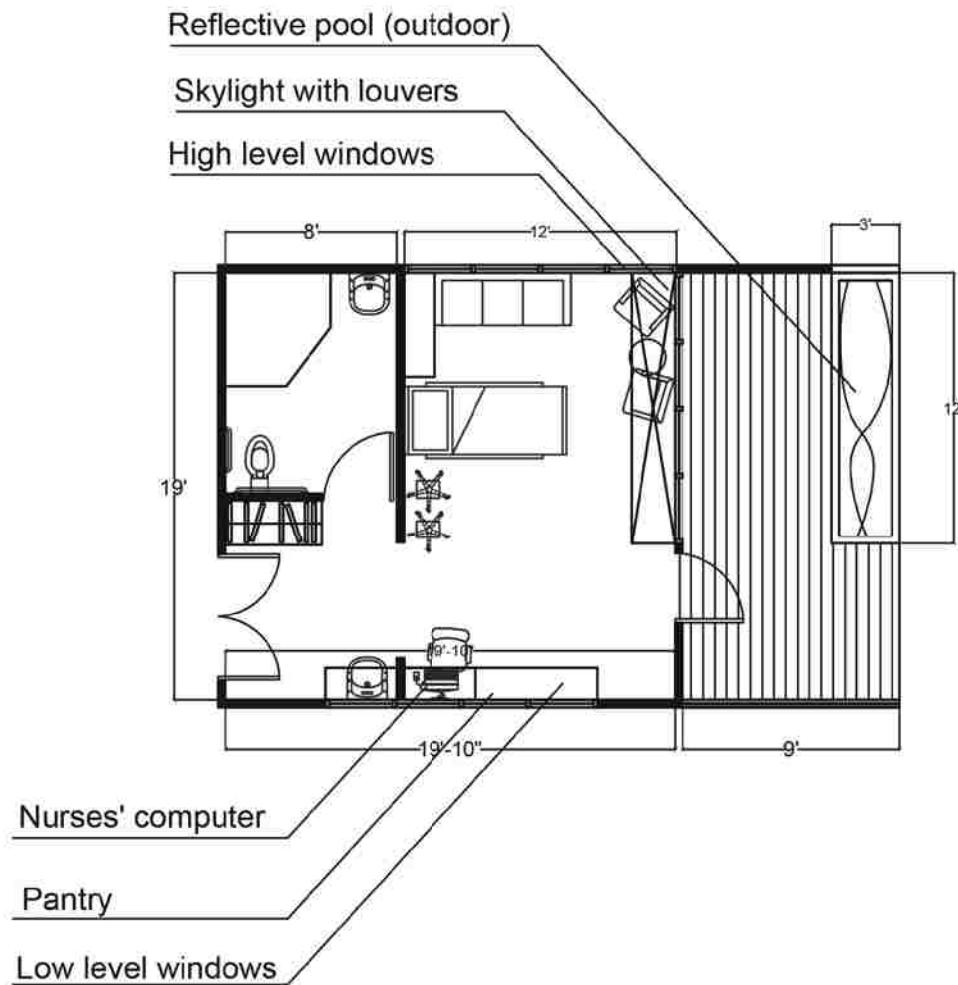 Reflective pool (outdoor)
Skylight with louvers
High level windows
8'
12'
3'
12
19'
9'-10
19'-10"
9'
Nurses' computer
Pantry
Low level windows